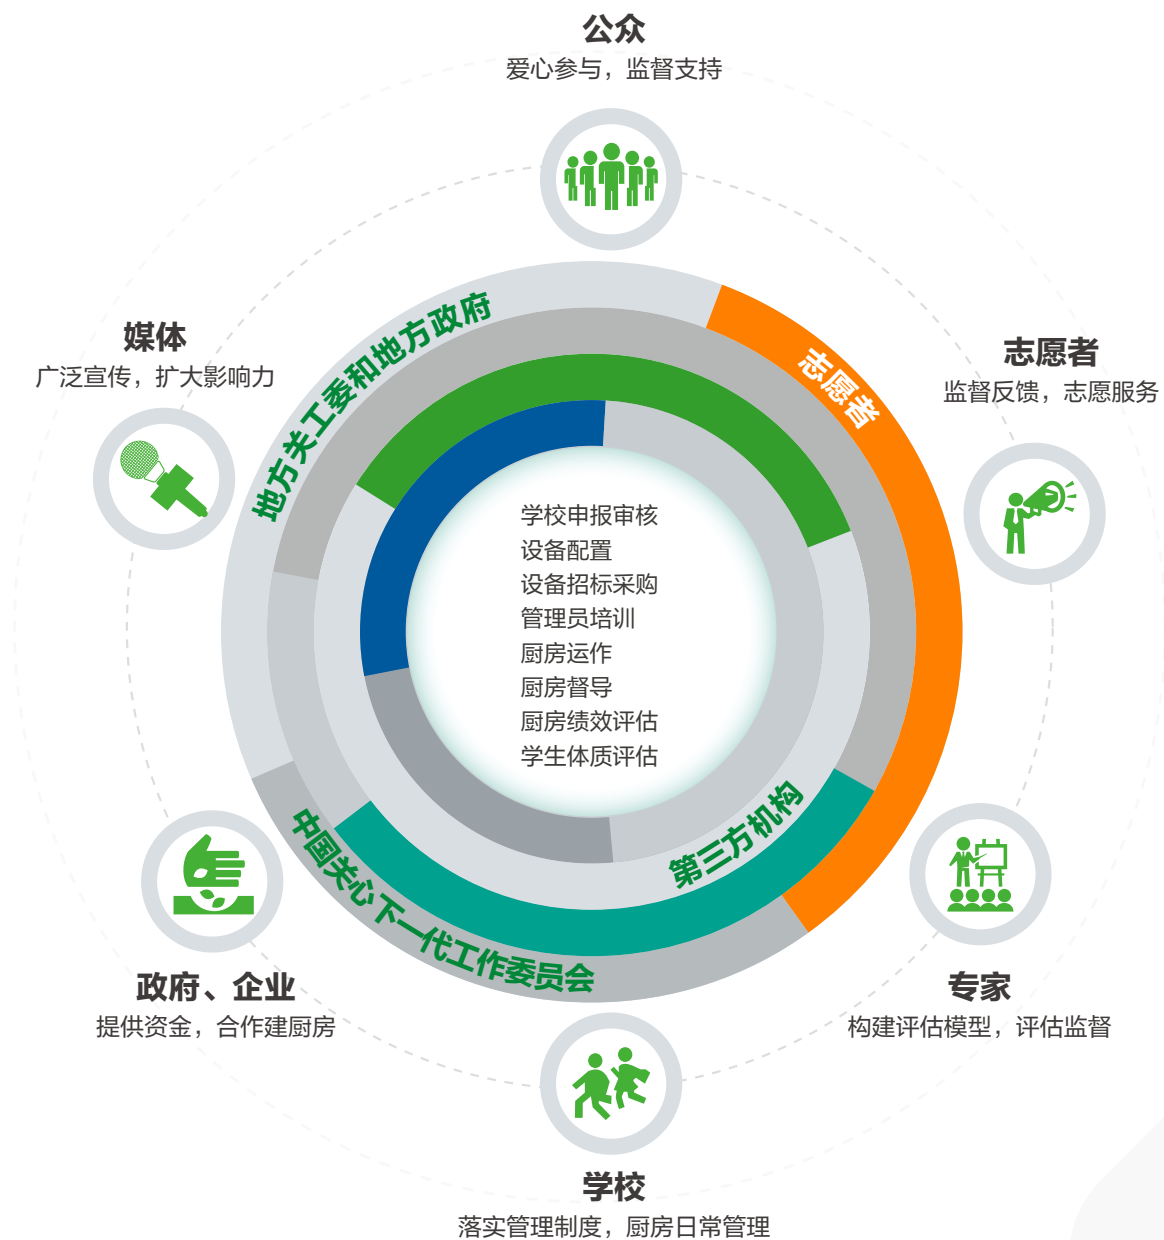 公众
爱心参与，监督支持
媒体
广泛宣传，扩大影响力
志愿者
监督反馈，志愿服务
地方关工委和地方政府
志愿者
学校申报审核
设备配置
设备招标采购
管理员培训
厨房运作
厨房督导
厨房绩效评估
学生体质评估
第三方机构
中国关心下一代工作委员会
政府、企业
提供资金，合作建厨房
专家
构建评估模型，评估监督
学校
落实管理制度，厨房日常管理